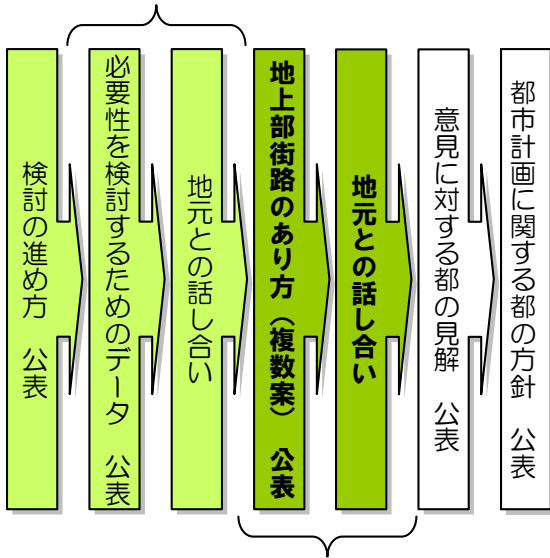 検討の進め方　公表
必要性を検討するためのデータ　公表
地元との話し合い
地上部街路のあり方（複数案）　公表
地元との話し合い
意見に対する都の見解　公表
都市計画に関する都の方針　公表